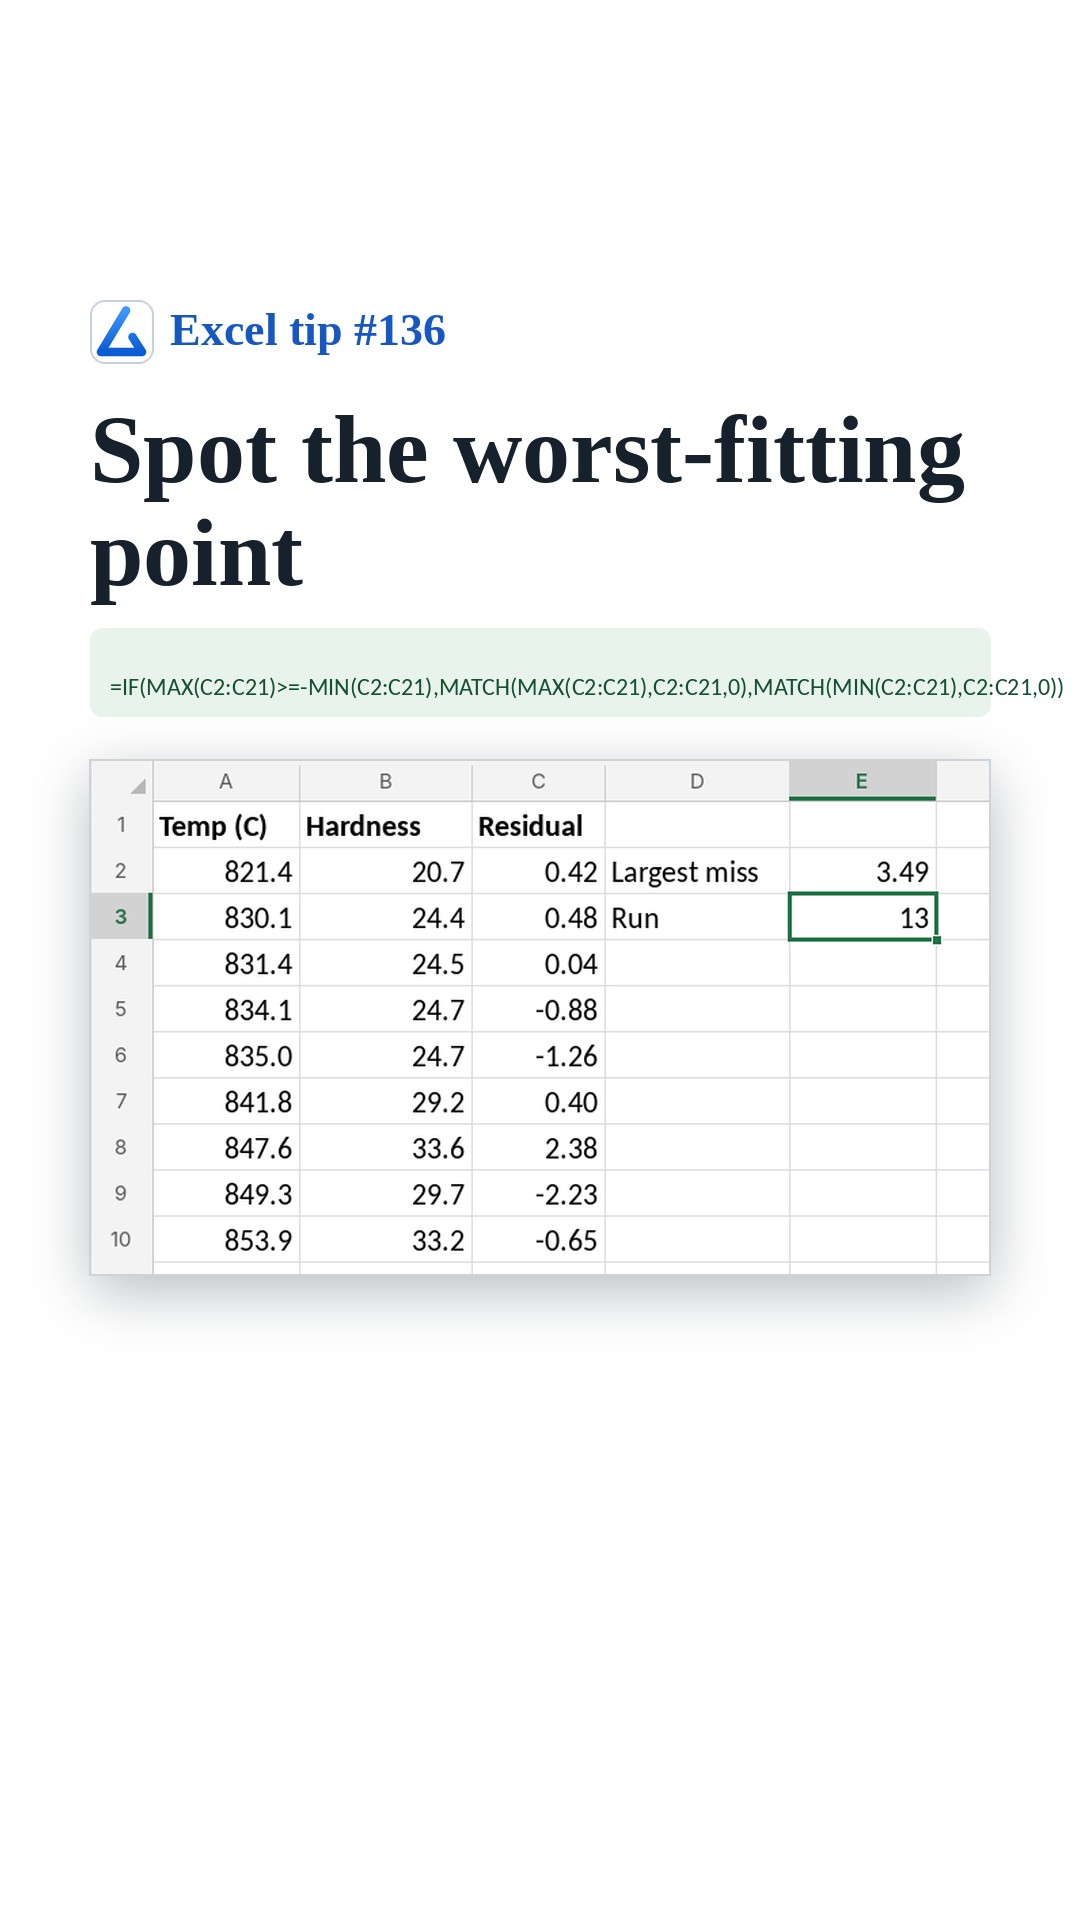 Excel tip #136
Spot the worst-fitting
point
=IF(MAX(C2:C21)>=-MIN(C2:C21),MATCH(MAX(C2:C21),C2:C21,0),MATCH(MIN(C2:C21),C2:C21,0))
A B C D E
1 Temp (C) Hardness Residual
2 821.4 20.7 0.42 Largest miss 3.49
3 830.1 24.4 0.48 Run 13
4 831.4 24.5 0.04
5 834.1 24.7 -0.88
6 835.0 24.7 -1.26
7 841.8 29.2 0.40
8 847.6 33.6 2.38
9 849.3 29.7 -2.23
10 853.9 33.2 -0.65